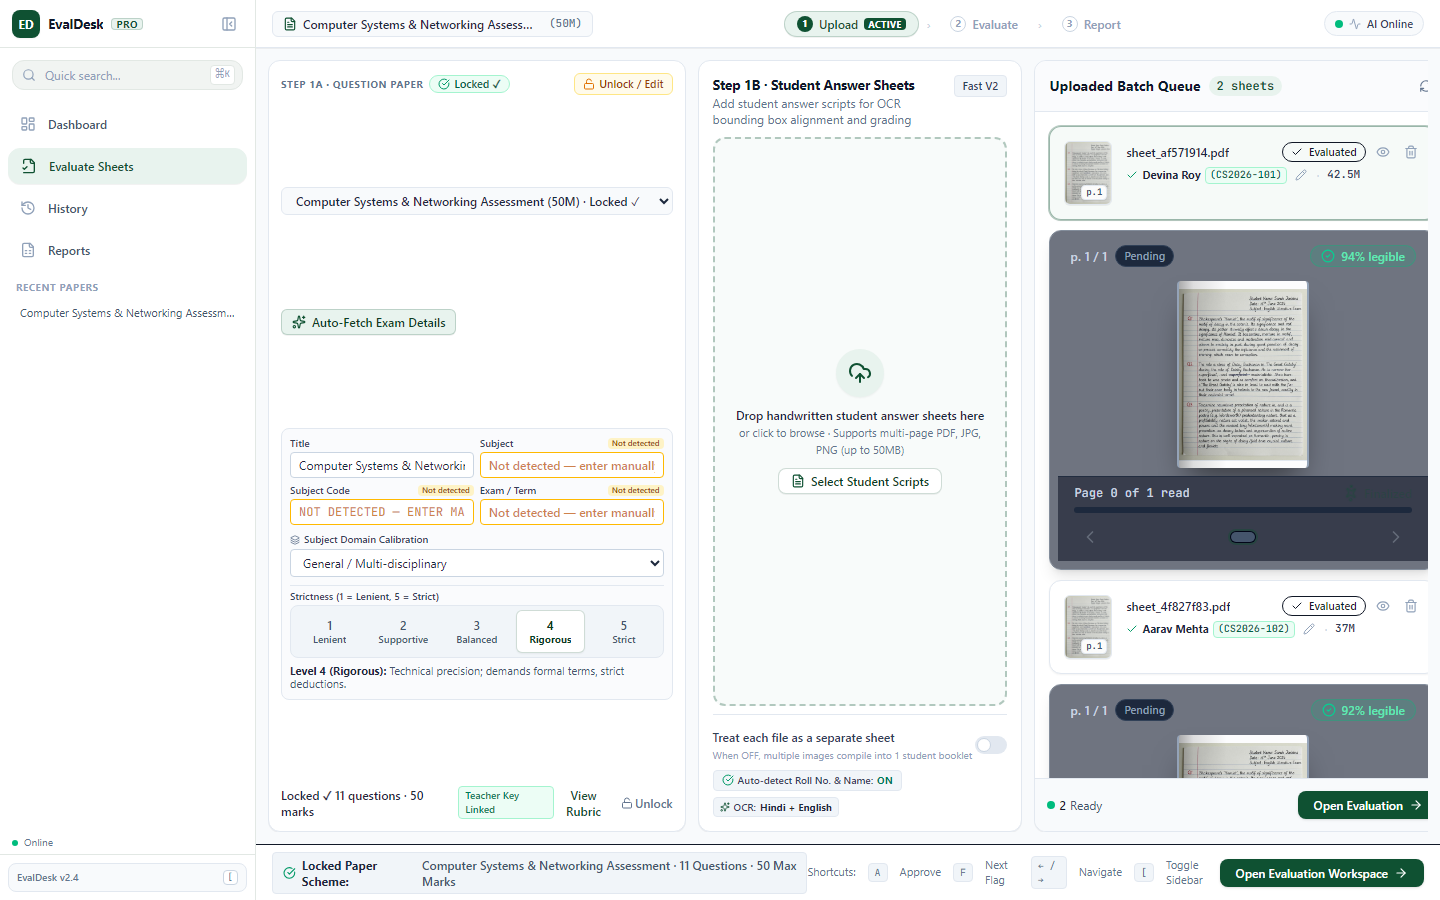 ED EvalDesk PRO
Quick search... ⌘K
Dashboard
Evaluate Sheets
History
Reports
RECENT PAPERS
Computer Systems & Networking Assessm...
Online
EvalDesk v2.4 [
Computer Systems & Networking Assess... (50M)
1 Upload ACTIVE › 2 Evaluate › 3 Report
AI Online
STEP 1A · QUESTION PAPER Locked ✓ Unlock / Edit
Computer Systems & Networking Assessment (50M) · Locked ✓
Auto-Fetch Exam Details
Title
Computer Systems & Networkin
Subject Not detected
Not detected — enter manuall
Subject Code Not detected
NOT DETECTED — ENTER MA
Exam / Term Not detected
Not detected — enter manuall
Subject Domain Calibration
General / Multi-disciplinary
Strictness (1 = Lenient, 5 = Strict)
1 2 3 4 5
Lenient Supportive Balanced Rigorous Strict
Level 4 (Rigorous): Technical precision; demands formal terms, strict
deductions.
Locked ✓ 11 questions · 50
marks
Teacher Key
Linked
View
Rubric
Unlock
Step 1B · Student Answer Sheets Fast V2
Add student answer scripts for OCR
bounding box alignment and grading
Drop handwritten student answer sheets here
or click to browse · Supports multi-page PDF, JPG,
PNG (up to 50MB)
Select Student Scripts
Treat each file as a separate sheet
When OFF, multiple images compile into 1 student booklet
Auto-detect Roll No. & Name: ON
OCR: Hindi + English
Uploaded Batch Queue 2 sheets
sheet_af571914.pdf ✓ Evaluated
✓ Devina Roy (CS2026-101) · 42.5M
p.1
p. 1 / 1 Pending 94% legible
Page 0 of 1 read
sheet_4f827f83.pdf ✓ Evaluated
✓ Aarav Mehta (CS2026-102) · 37M
p.1
p. 1 / 1 Pending 92% legible
2 Ready
Open Evaluation →
Locked Paper
Scheme:
Computer Systems & Networking Assessment · 11 Questions · 50 Max
Marks
Shortcuts: A Approve F Next
Flag
← /
→
Navigate [ Toggle
Sidebar
Open Evaluation Workspace →